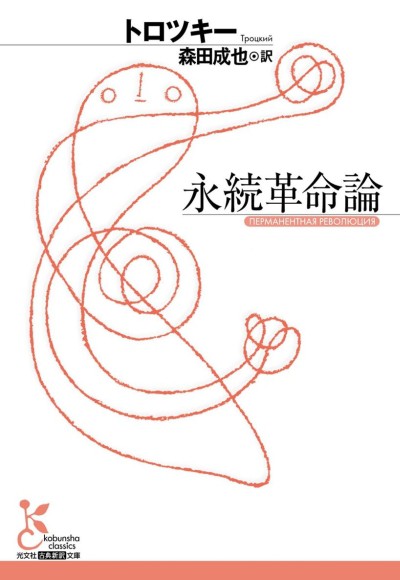 トロツキー
Троцкий
森田成也◉訳
永続革命論
ПЕРМАНЕНТНАЯ РЕВОЛЮЦИЯ
kobunsha
classics
光文社古典新訳文庫